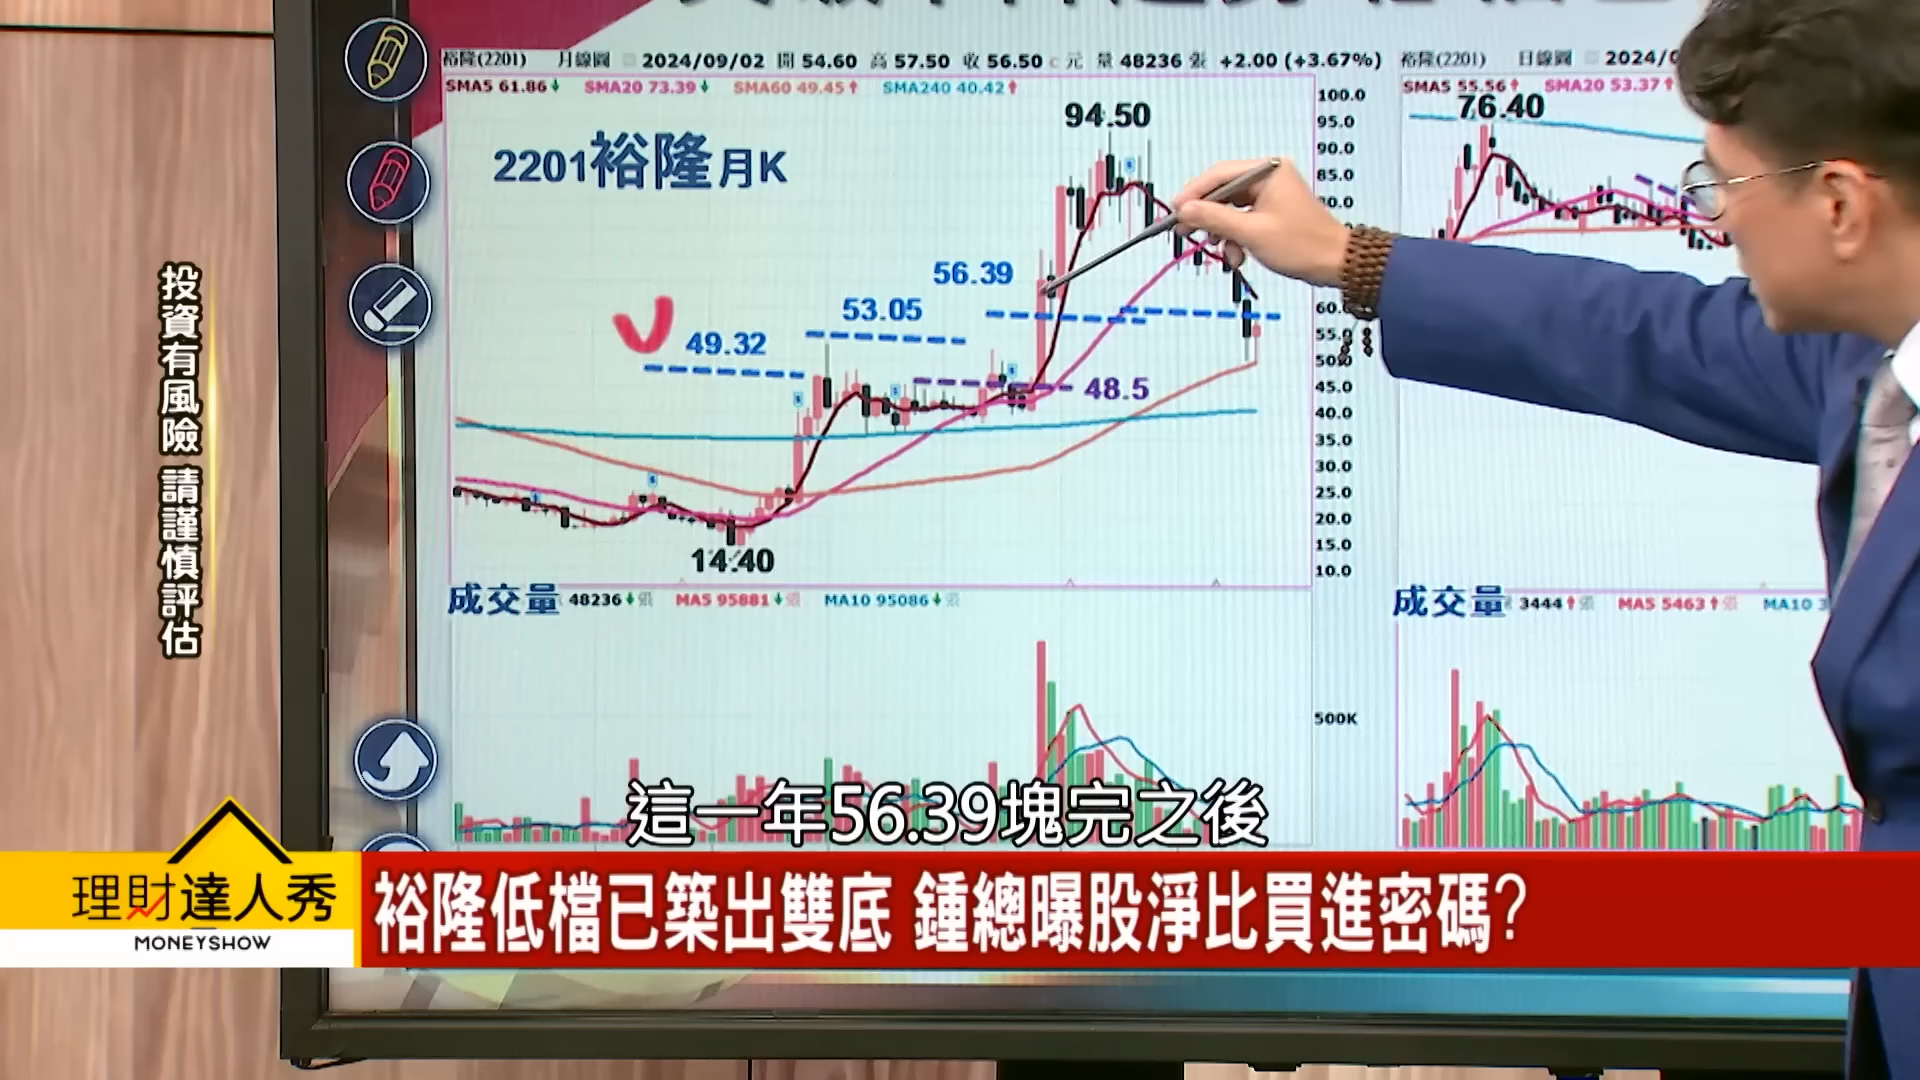 裕隆(2201) 月線圖 2024/09/02 開 54.60 高 57.50 收 56.50 c 元 量 48236 張 +2.00 (+3.67%)
SMA5 61.86↓ SMA20 73.39↓ SMA60 49.45↑ SMA240 40.42↑
2201裕隆月K
94.50
56.39
53.05
49.32
48.5
14.40
100.0
95.0
90.0
85.0
80.0
60.
55.
50.
45.0
40.0
35.0
30.0
25.0
20.0
15.0
10.0
成交量 48236↓張 MA5 95881↓張 MA10 95086↓張
500K
裕隆(2201) 日線圖 2024/0
SMA5 55.56↑ SMA20 53.37↑
76.40
成交量 3444↑張 MA5 5463↑張 MA10 3
投資有風險 請謹慎評估
這一年56.39塊完之後
理財達人秀
MONEYSHOW
裕隆低檔已築出雙底 鍾總曝股淨比買進密碼?